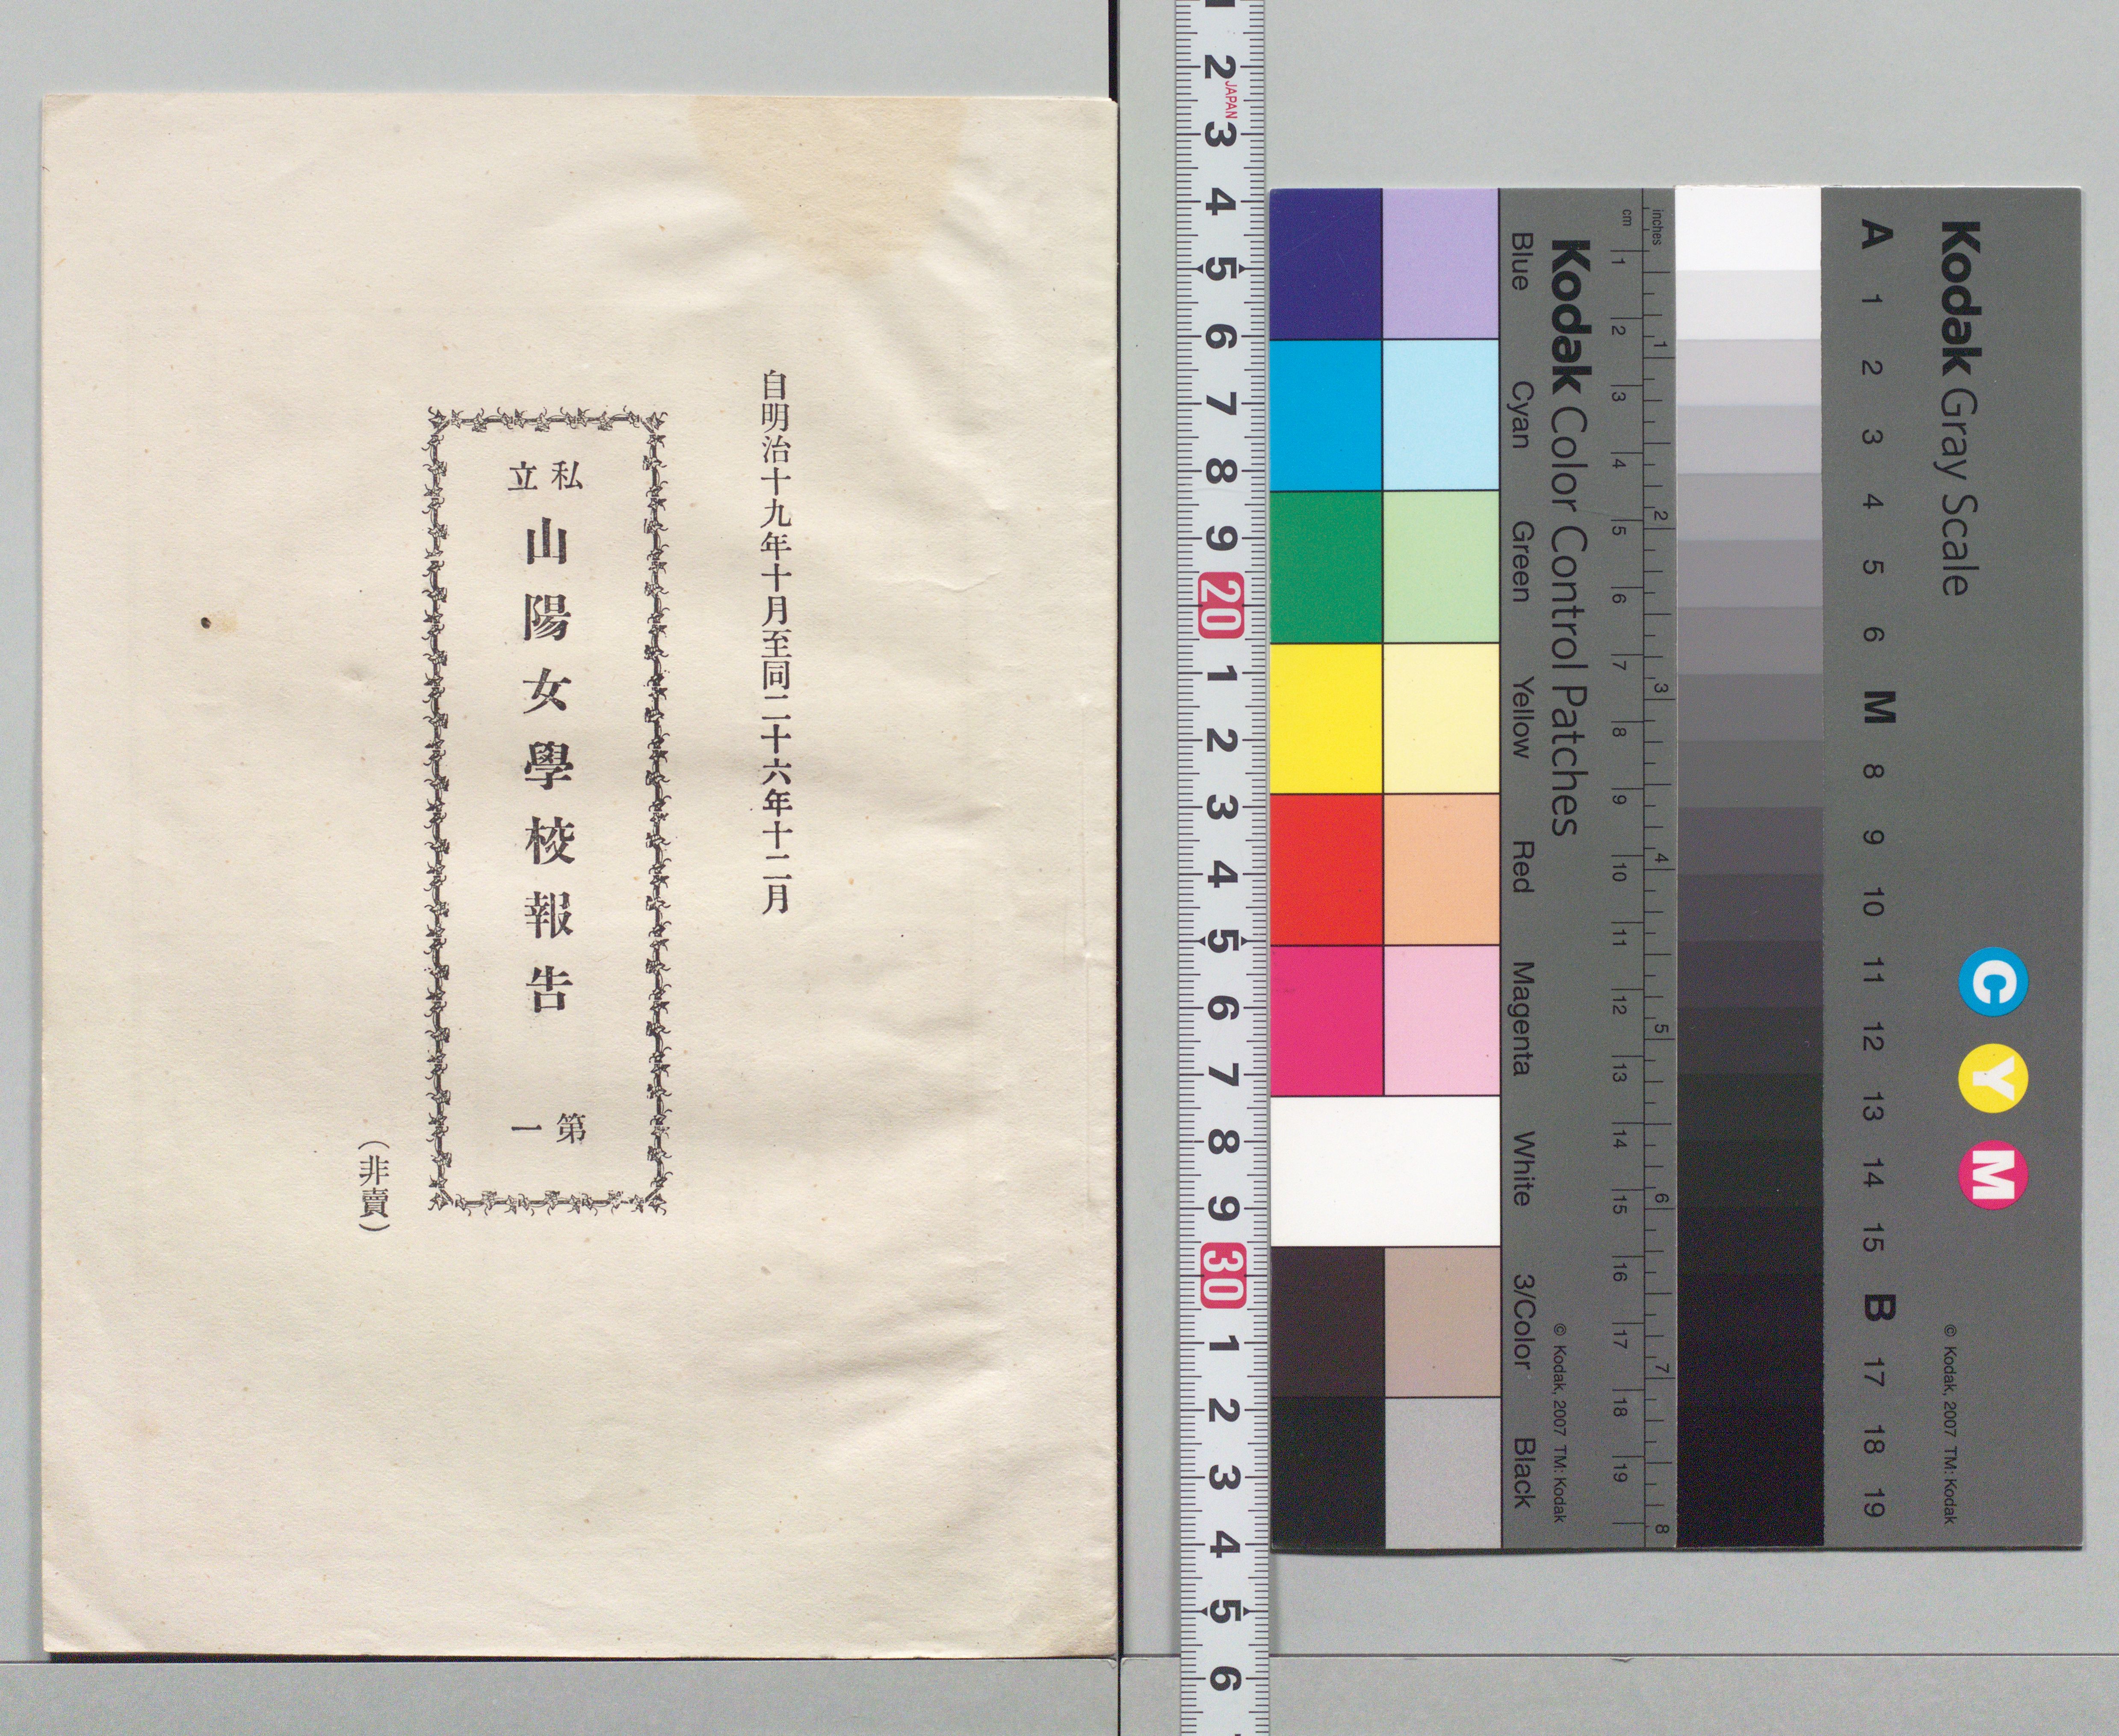 自明治十九年十月至同二十六年十二月
私立
山陽女學校報告
第一
(非賣)
2 JAPAN 3 4 5 6 7 8 9 20 1 2 3 4 5 6 7 8 9 30 1 2 3 4 5 6
Blue Cyan Green Yellow Red Magenta White 3/Color Black
Kodak Color Control Patches
© Kodak, 2007 TM: Kodak
cm 1 2 3 4 5 6 7 8 9 10 11 12 13 14 15 16 17 18 19
inches 1 2 3 4 5 6 7 8
A 1 2 3 4 5 6 M 8 9 10 11 12 13 14 15 B 17 18 19
Kodak Gray Scale
C Y M
© Kodak, 2007 TM: Kodak